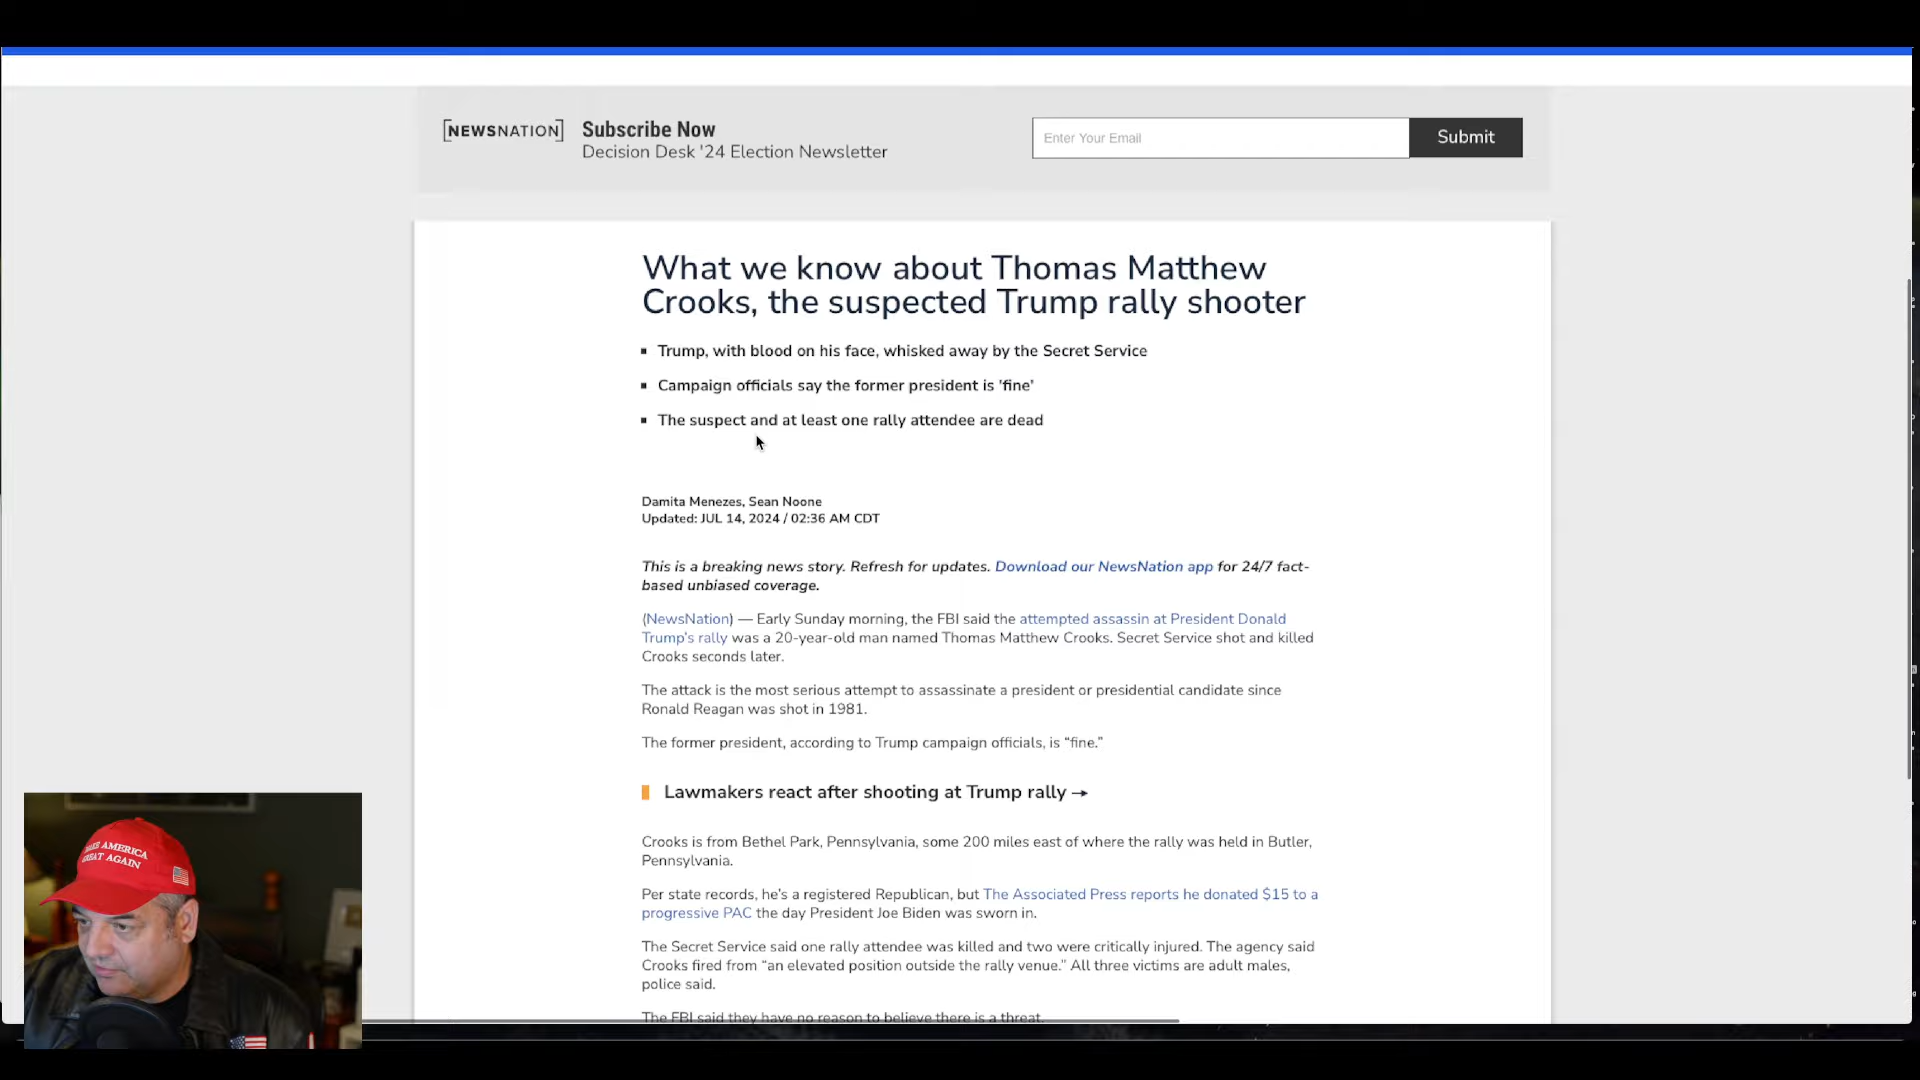 [NEWSNATION]
Subscribe Now
Decision Desk '24 Election Newsletter
Enter Your Email
Submit
What we know about Thomas Matthew
Crooks, the suspected Trump rally shooter
Trump, with blood on his face, whisked away by the Secret Service
Campaign officials say the former president is 'fine'
The suspect and at least one rally attendee are dead
Damita Menezes, Sean Noone
Updated: JUL 14, 2024 / 02:36 AM CDT
This is a breaking news story. Refresh for updates. Download our NewsNation app for 24/7 fact-
based unbiased coverage.
(NewsNation) — Early Sunday morning, the FBI said the attempted assassin at President Donald
Trump's rally was a 20-year-old man named Thomas Matthew Crooks. Secret Service shot and killed
Crooks seconds later.
The attack is the most serious attempt to assassinate a president or presidential candidate since
Ronald Reagan was shot in 1981.
The former president, according to Trump campaign officials, is “fine.”
Lawmakers react after shooting at Trump rally →
Crooks is from Bethel Park, Pennsylvania, some 200 miles east of where the rally was held in Butler,
Pennsylvania.
Per state records, he's a registered Republican, but The Associated Press reports he donated $15 to a
progressive PAC the day President Joe Biden was sworn in.
The Secret Service said one rally attendee was killed and two were critically injured. The agency said
Crooks fired from “an elevated position outside the rally venue.” All three victims are adult males,
police said.
The FBI said they have no reason to believe there is a threat.
MAKE AMERICA
GREAT AGAIN